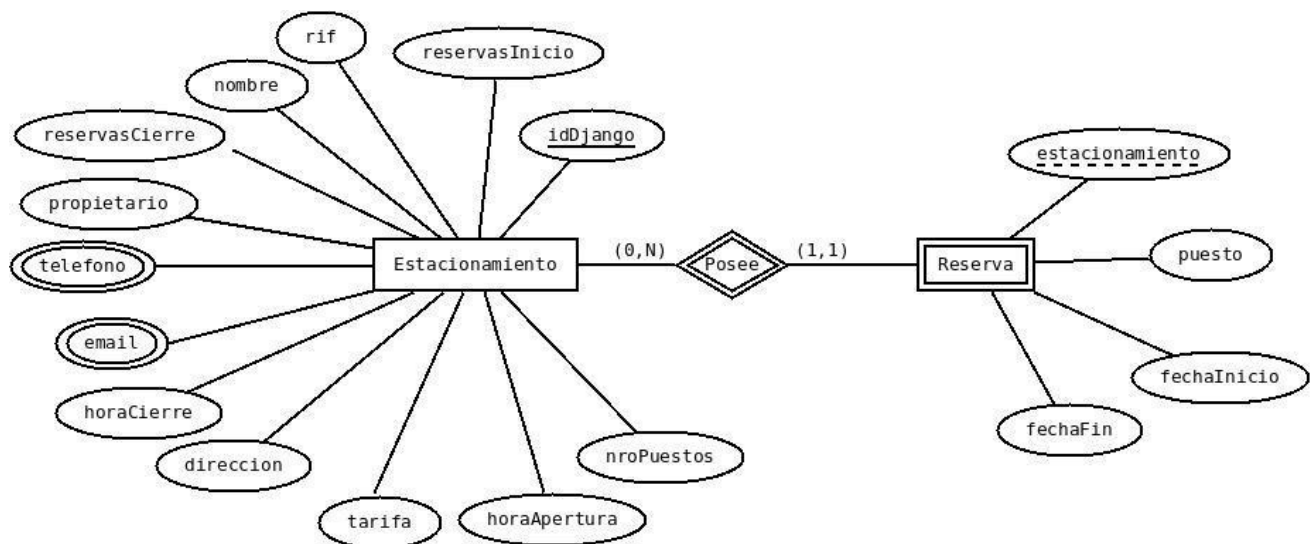 rif
reservasInicio
nombre
reservasCierre
idDjango
estacionamiento
propietario
telefono
Estacionamiento
(0,N)
Posee
(1,1)
Reserva
puesto
email
horaCierre
fechaInicio
direccion
nroPuestos
fechaFin
tarifa
horaApertura